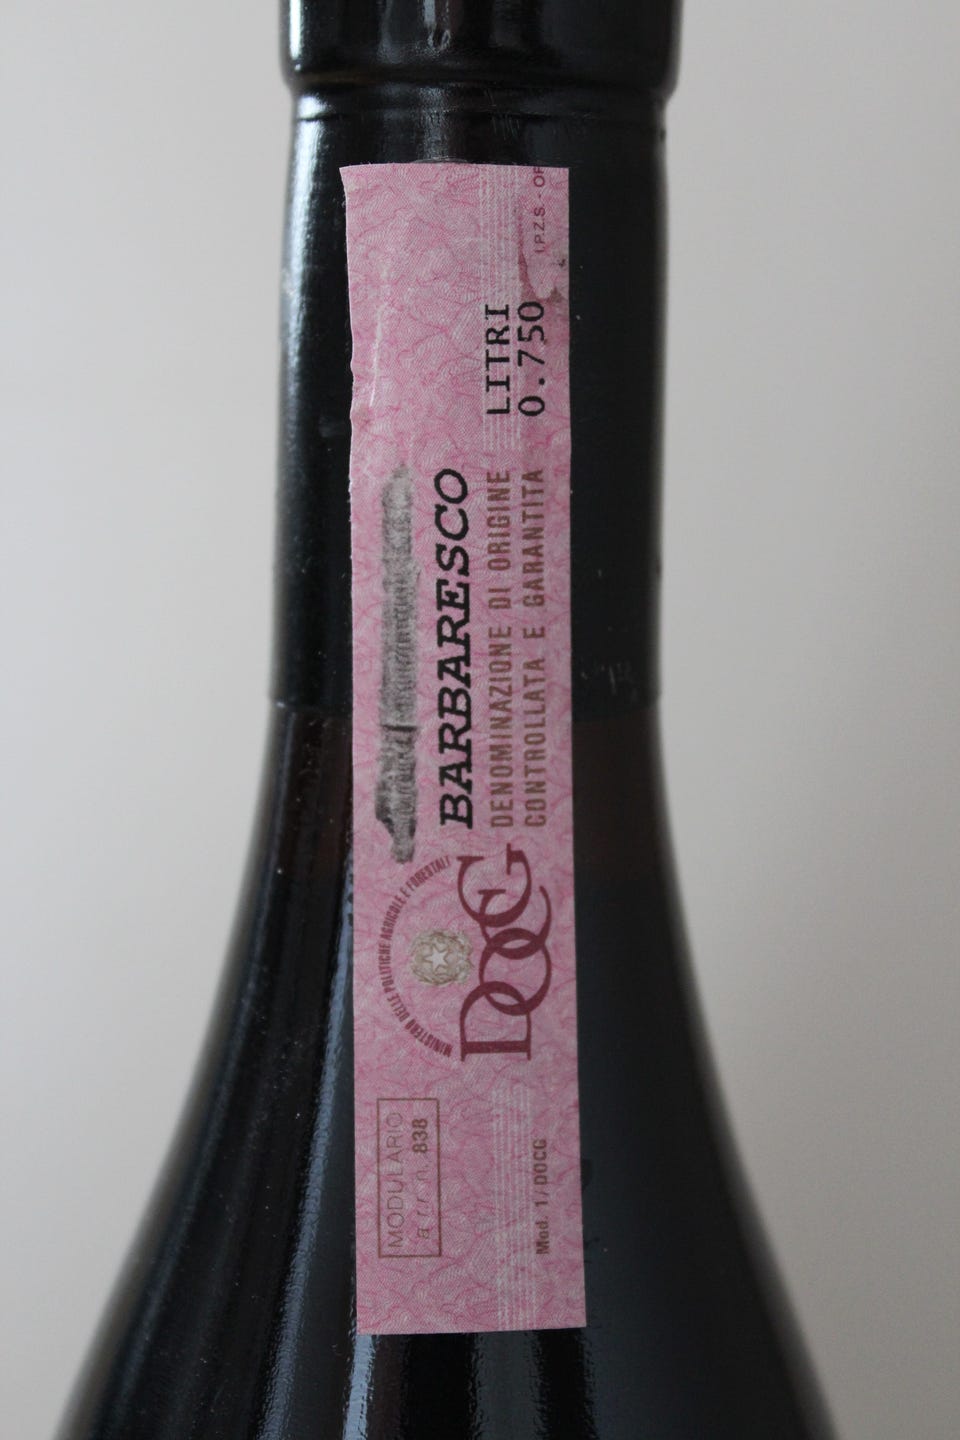 MODULARIO
a.r.r. n. 838
Mod. 1/DOCG
MINISTERO DELLE POLITICHE AGRICOLE E FORESTALI
DOCG
BARBARESCO
DENOMINAZIONE DI ORIGINE
CONTROLLATA E GARANTITA
LITRI
0.750
I.P.Z.S. - OF